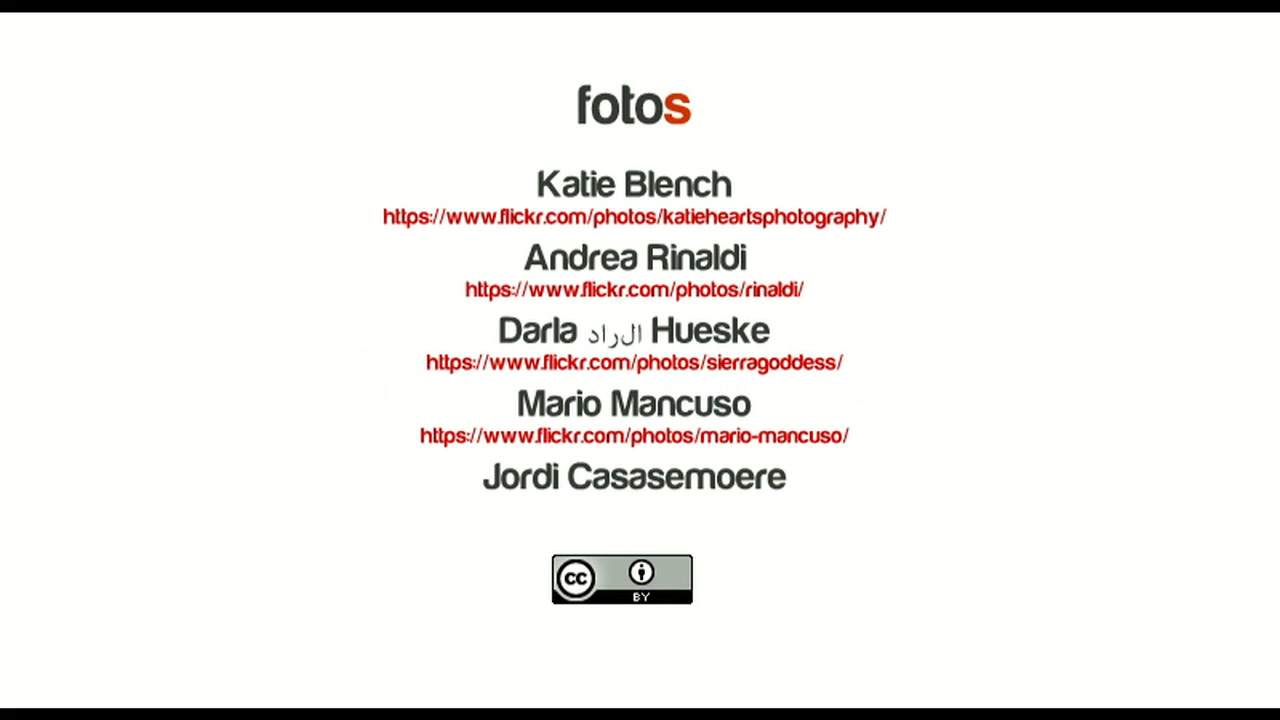 fotos
Katie Blench
https://www.flickr.com/photos/katieheartsphotography/
Andrea Rinaldi
https://www.flickr.com/photos/rinaldi/
Darla الراد Hueske
https://www.flickr.com/photos/sierragoddess/
Mario Mancuso
https://www.flickr.com/photos/mario-mancuso/
Jordi Casasemoere
cc
BY